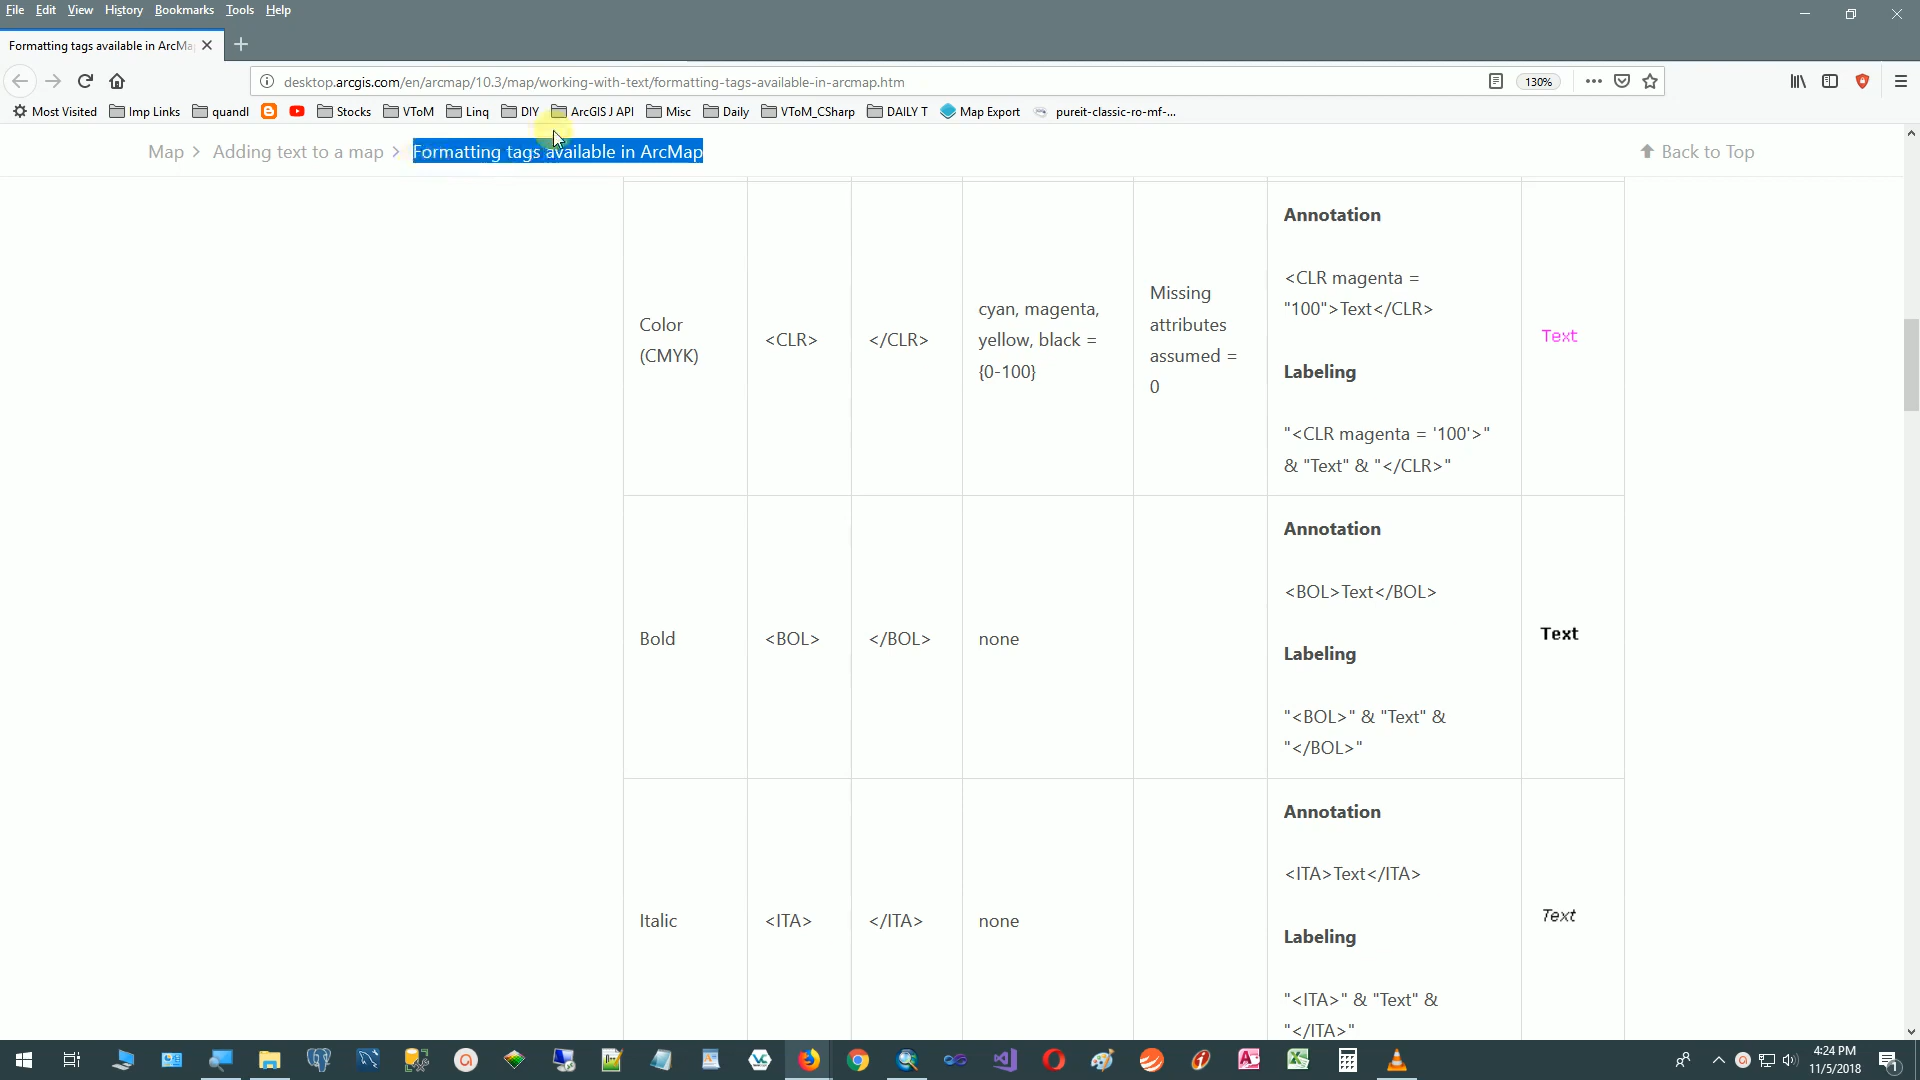 File Edit View History Bookmarks Tools Help
Formatting tags available in ArcMa
desktop.arcgis.com/en/arcmap/10.3/map/working-with-text/formatting-tags-available-in-arcmap.htm 130%
Most Visited Imp Links quandl Stocks VToM Linq DIY ArcGIS J API Misc Daily VToM_CSharp DAILY T Map Export pureit-classic-ro-mf-...
Map > Adding text to a map > Formatting tags available in ArcMap Back to Top
Color
(CMYK)
<CLR>
</CLR>
cyan, magenta,
yellow, black =
{0-100}
Missing
attributes
assumed =
0
Annotation
<CLR magenta =
"100">Text</CLR>
Labeling
"<CLR magenta = '100'>"
& "Text" & "</CLR>"
Text
Bold
<BOL>
</BOL>
none
Annotation
<BOL>Text</BOL>
Labeling
"<BOL>" & "Text" &
"</BOL>"
Text
Italic
<ITA>
</ITA>
none
Annotation
<ITA>Text</ITA>
Labeling
"<ITA>" & "Text" &
"</ITA>"
Text
4:24 PM
11/5/2018
1